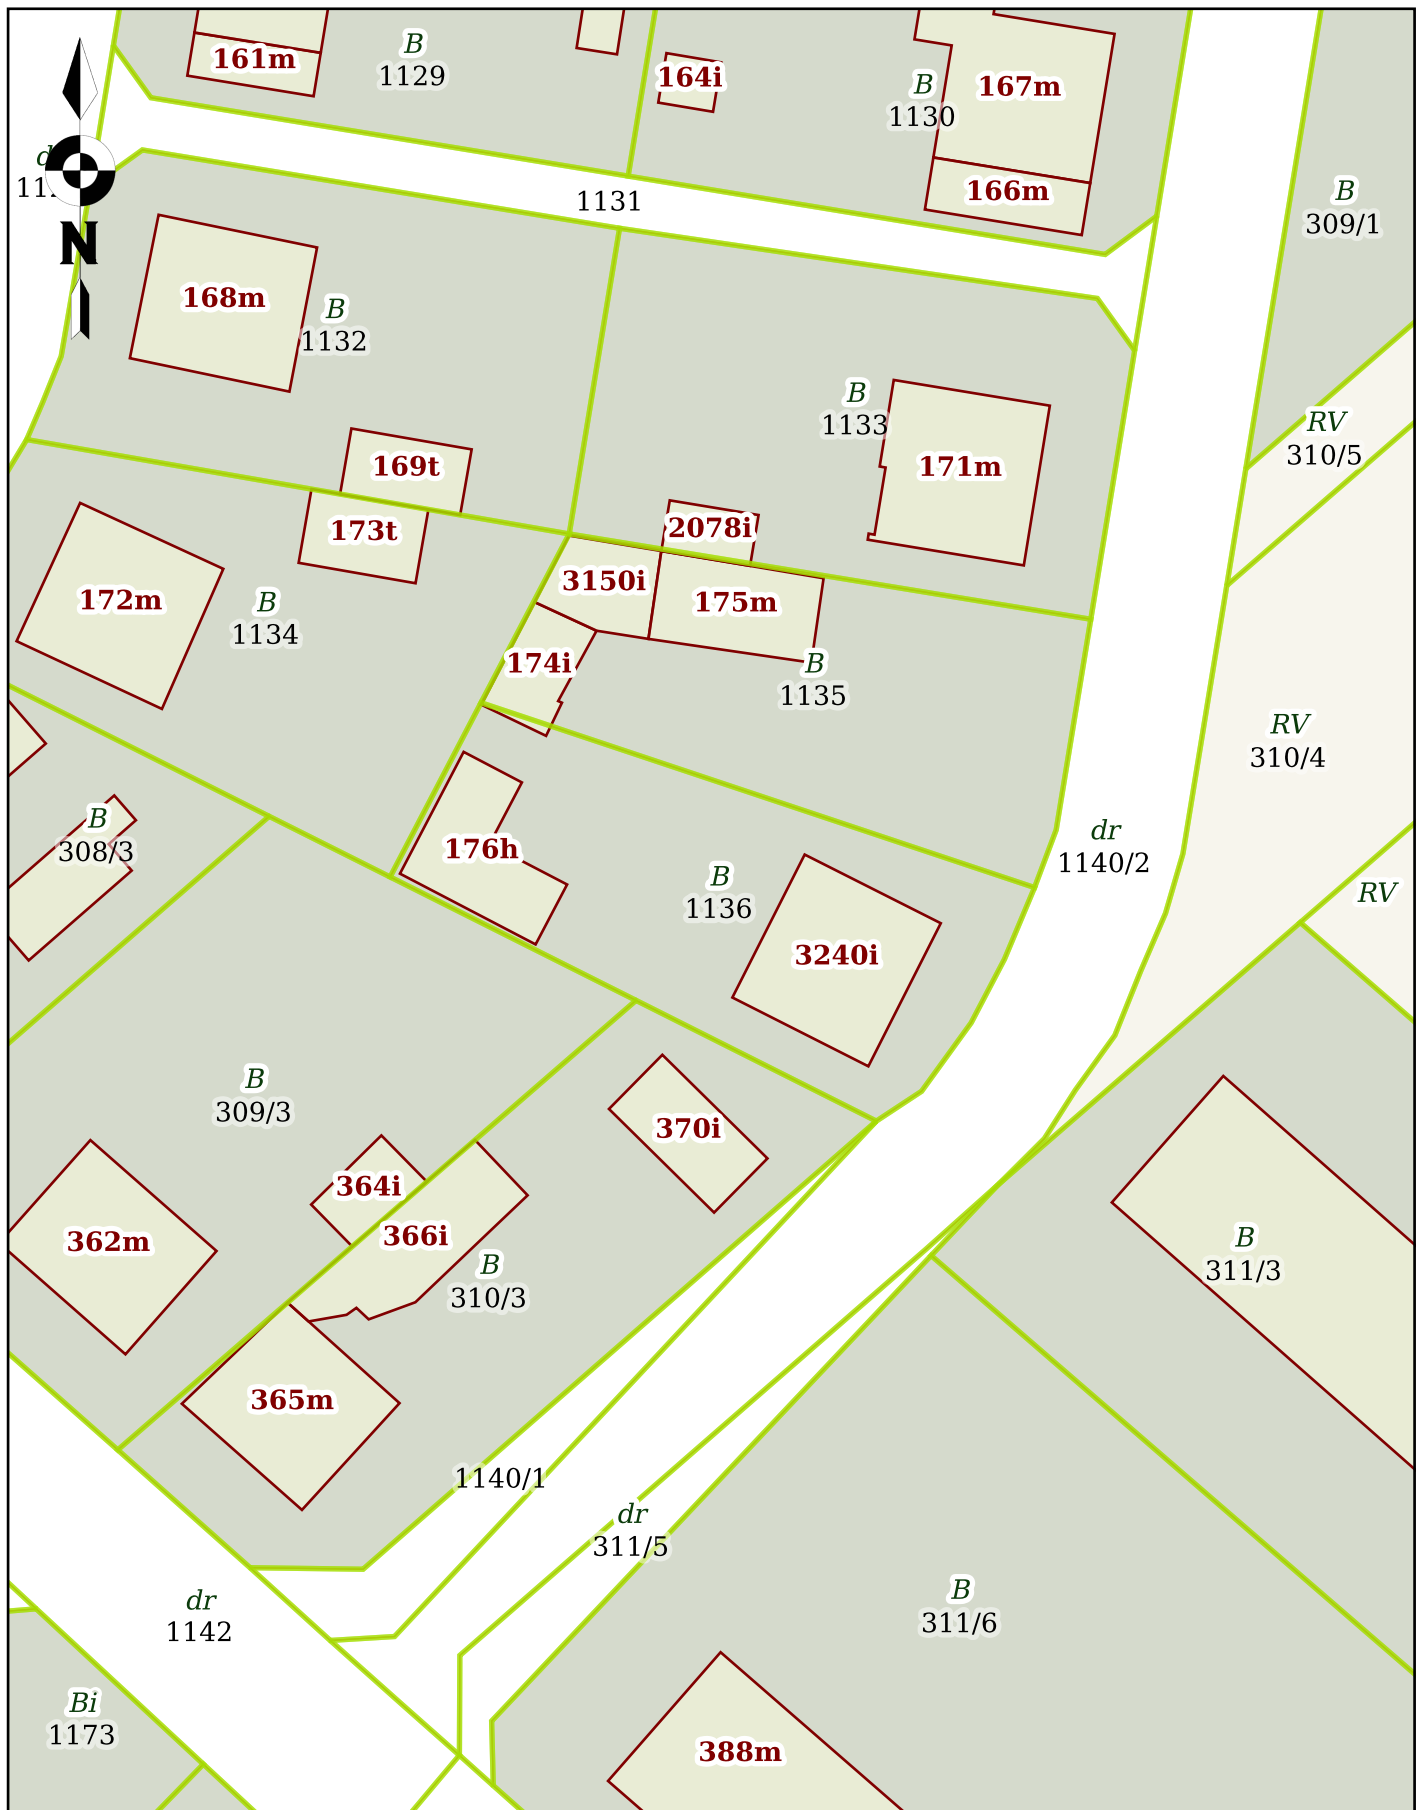 161m
B
1129
164i
B
1130
167m
166m
B
309/1
1131
N
168m
B
1132
B
1133
171m
RV
310/5
169t
173t
2078i
3150i
175m
172m
B
1134
174i
B
1135
RV
310/4
B
308/3
176h
B
1136
dr
1140/2
RV
3240i
B
309/3
370i
364i
366i
362m
B
310/3
B
311/3
365m
1140/1
dr
311/5
dr
1142
B
311/6
Bi
1173
388m